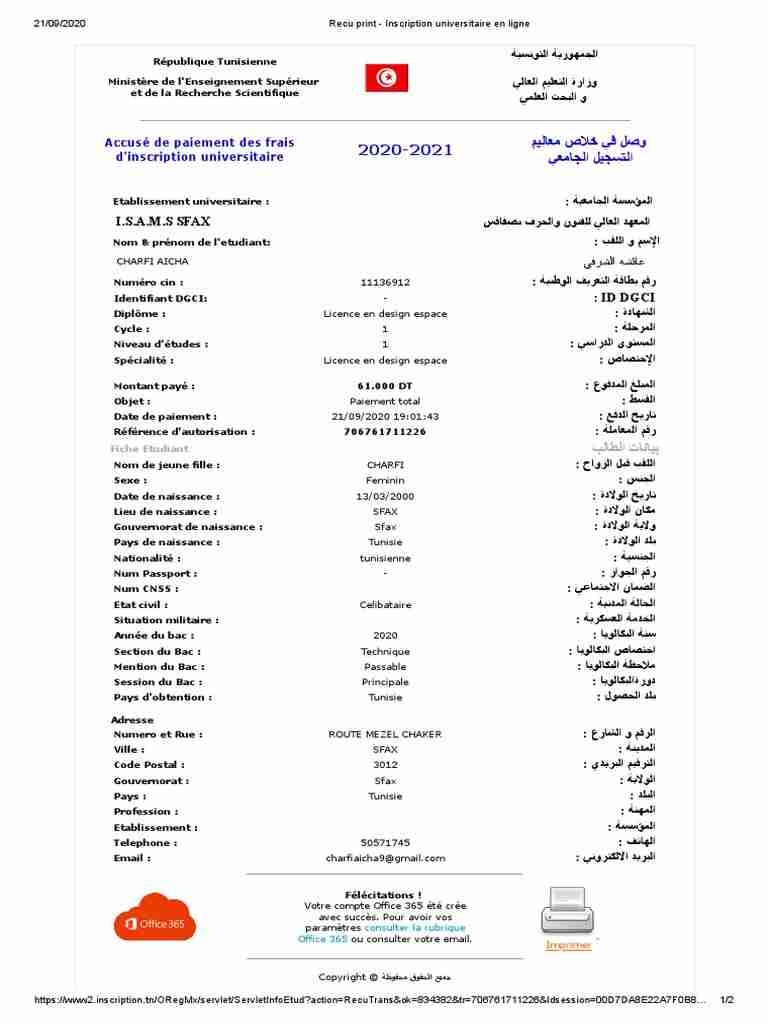 21/09/2020 Recu print - Inscription universitaire en ligne
République Tunisienne الجمهورية التونسية
Ministère de l'Enseignement Supérieur وزارة التعليم العالي
et de la Recherche Scientifique و البحث العلمي
Accusé de paiement des frais 2020-2021 وصل في خلاص معاليم
d'inscription universitaire التسجيل الجامعي
Etablissement universitaire : المؤسسة الجامعية :
I.S.A.M.S SFAX المعهد العالي للفنون والحرف بصفاقس
Nom & prénom de l'etudiant: الإسم و اللقب :
CHARFI AICHA عائشه الشرفي
Numéro cin : 11136912 رقم بطاقة التعريف الوطنية :
Identifiant DGCI: - ID DGCI :
Diplôme : Licence en design espace الشهادة :
Cycle : 1 المرحلة :
Niveau d'études : 1 المستوى الدراسي :
Spécialité : Licence en design espace الإختصاص :
Montant payé : 61.000 DT المبلغ المدفوع :
Objet : Paiement total القسط :
Date de paiement : 21/09/2020 19:01:43 تاريخ الدفع :
Référence d'autorisation : 706761711226 رقم المعاملة :
Fiche Etudiant بيانات الطالب
Nom de jeune fille : CHARFI اللقب قبل الزواج :
Sexe : Feminin الجنس :
Date de naissance : 13/03/2000 تاريخ الولادة :
Lieu de naissance : SFAX مكان الولادة :
Gouvernorat de naissance : Sfax ولاية الولادة :
Pays de naissance : Tunisie بلد الولادة :
Nationalité : tunisienne الجنسية :
Num Passport : - رقم الجواز :
Num CNSS : الضمان الاجتماعي :
Etat civil : Celibataire الحالة المدنية :
Situation militaire : الخدمة العسكرية :
Année du bac : 2020 سنة البكالويا :
Section du Bac : Technique اختصاص البكالويا :
Mention du Bac : Passable ملاحظة البكالويا :
Session du Bac : Principale دورةالبكالويا :
Pays d'obtention : Tunisie بلد الحصول :
Adresse
Numero et Rue : ROUTE MEZEL CHAKER الرقم و الشارع :
Ville : SFAX المدينة :
Code Postal : 3012 الترقيم البريدي :
Gouvernorat : Sfax الولاية :
Pays : Tunisie البلد :
Profession : المهنة :
Etablissement : المؤسسة :
Telephone : 50571745 الهاتف :
Email : charfiaicha9@gmail.com البريد الالكتروني :
Félécitations !
Votre compte Office 365 été crée
avec succès. Pour avoir vos
paramètres consulter la rubrique
Office 365 ou consulter votre email.
Office 365
Imprimer
Copyright © جميع الحقوق محفوظة
https://www2.inscription.tn/ORegMx/servlet/ServletInfoEtud?action=RecuTrans&ok=834382&tr=706761711226&Idsession=00D7DA8E22A7F0B8… 1/2